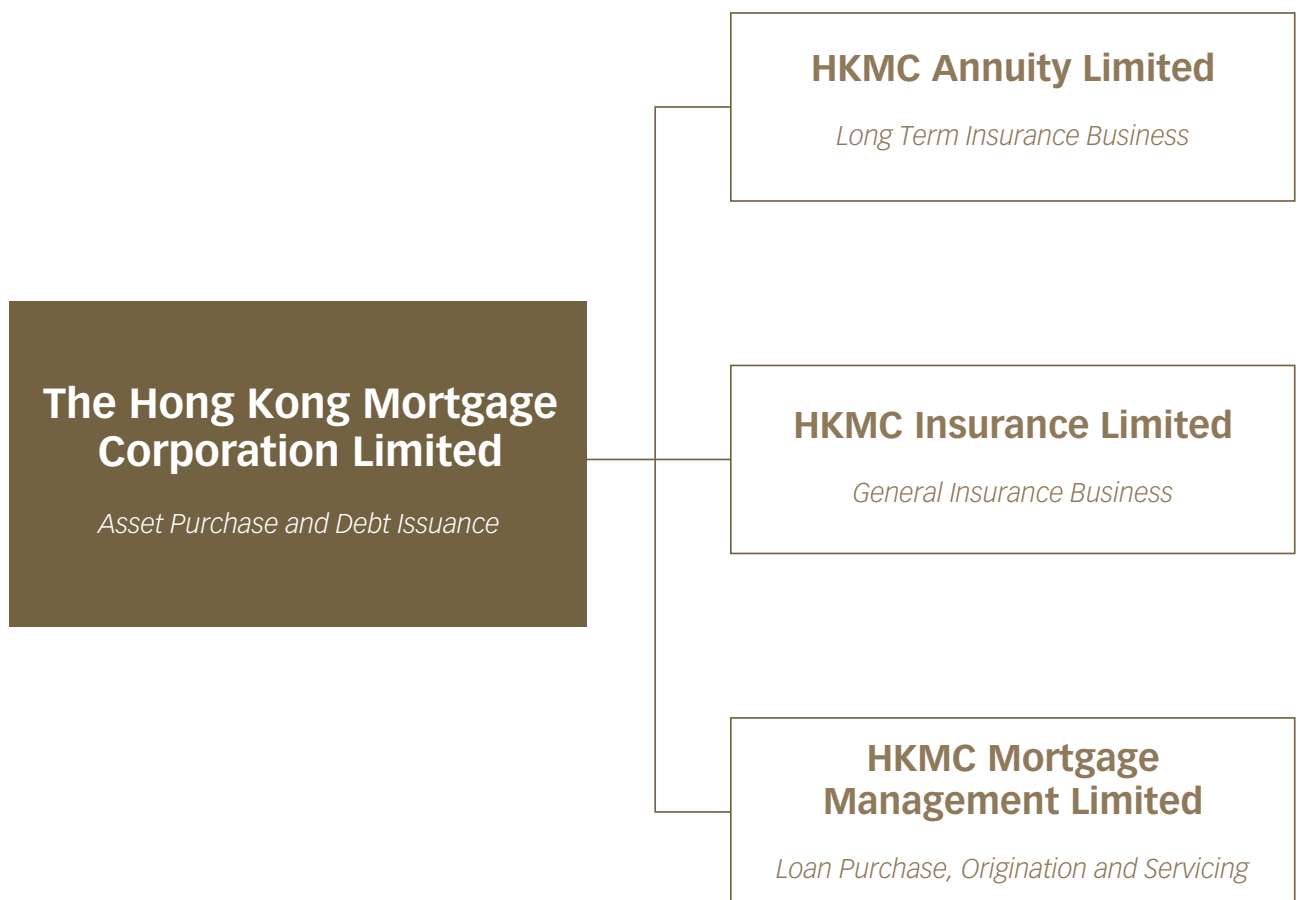 The Hong Kong Mortgage
Corporation Limited
Asset Purchase and Debt Issuance
HKMC Annuity Limited
Long Term Insurance Business
HKMC Insurance Limited
General Insurance Business
HKMC Mortgage
Management Limited
Loan Purchase, Origination and Servicing